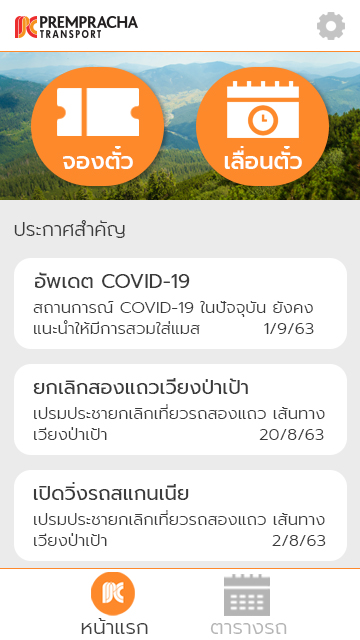 PREMPRACHA
TRANSPORT
จองตั๋ว
เลื่อนตั๋ว
ประกาศสำคัญ
อัพเดต COVID-19
สถานการณ์ COVID-19 ในปัจจุบัน ยังคง
แนะนำให้มีการสวมใส่แมส 1/9/63
ยกเลิกสองแถวเวียงป่าเป้า
เปรมประชายกเลิกเที่ยวรถสองแถว เส้นทาง
เวียงป่าเป้า 20/8/63
เปิดวิ่งรถสแกนเนีย
เปรมประชายกเลิกเที่ยวรถสองแถว เส้นทาง
เวียงป่าเป้า 2/8/63
หน้าแรก
ตารางรถ